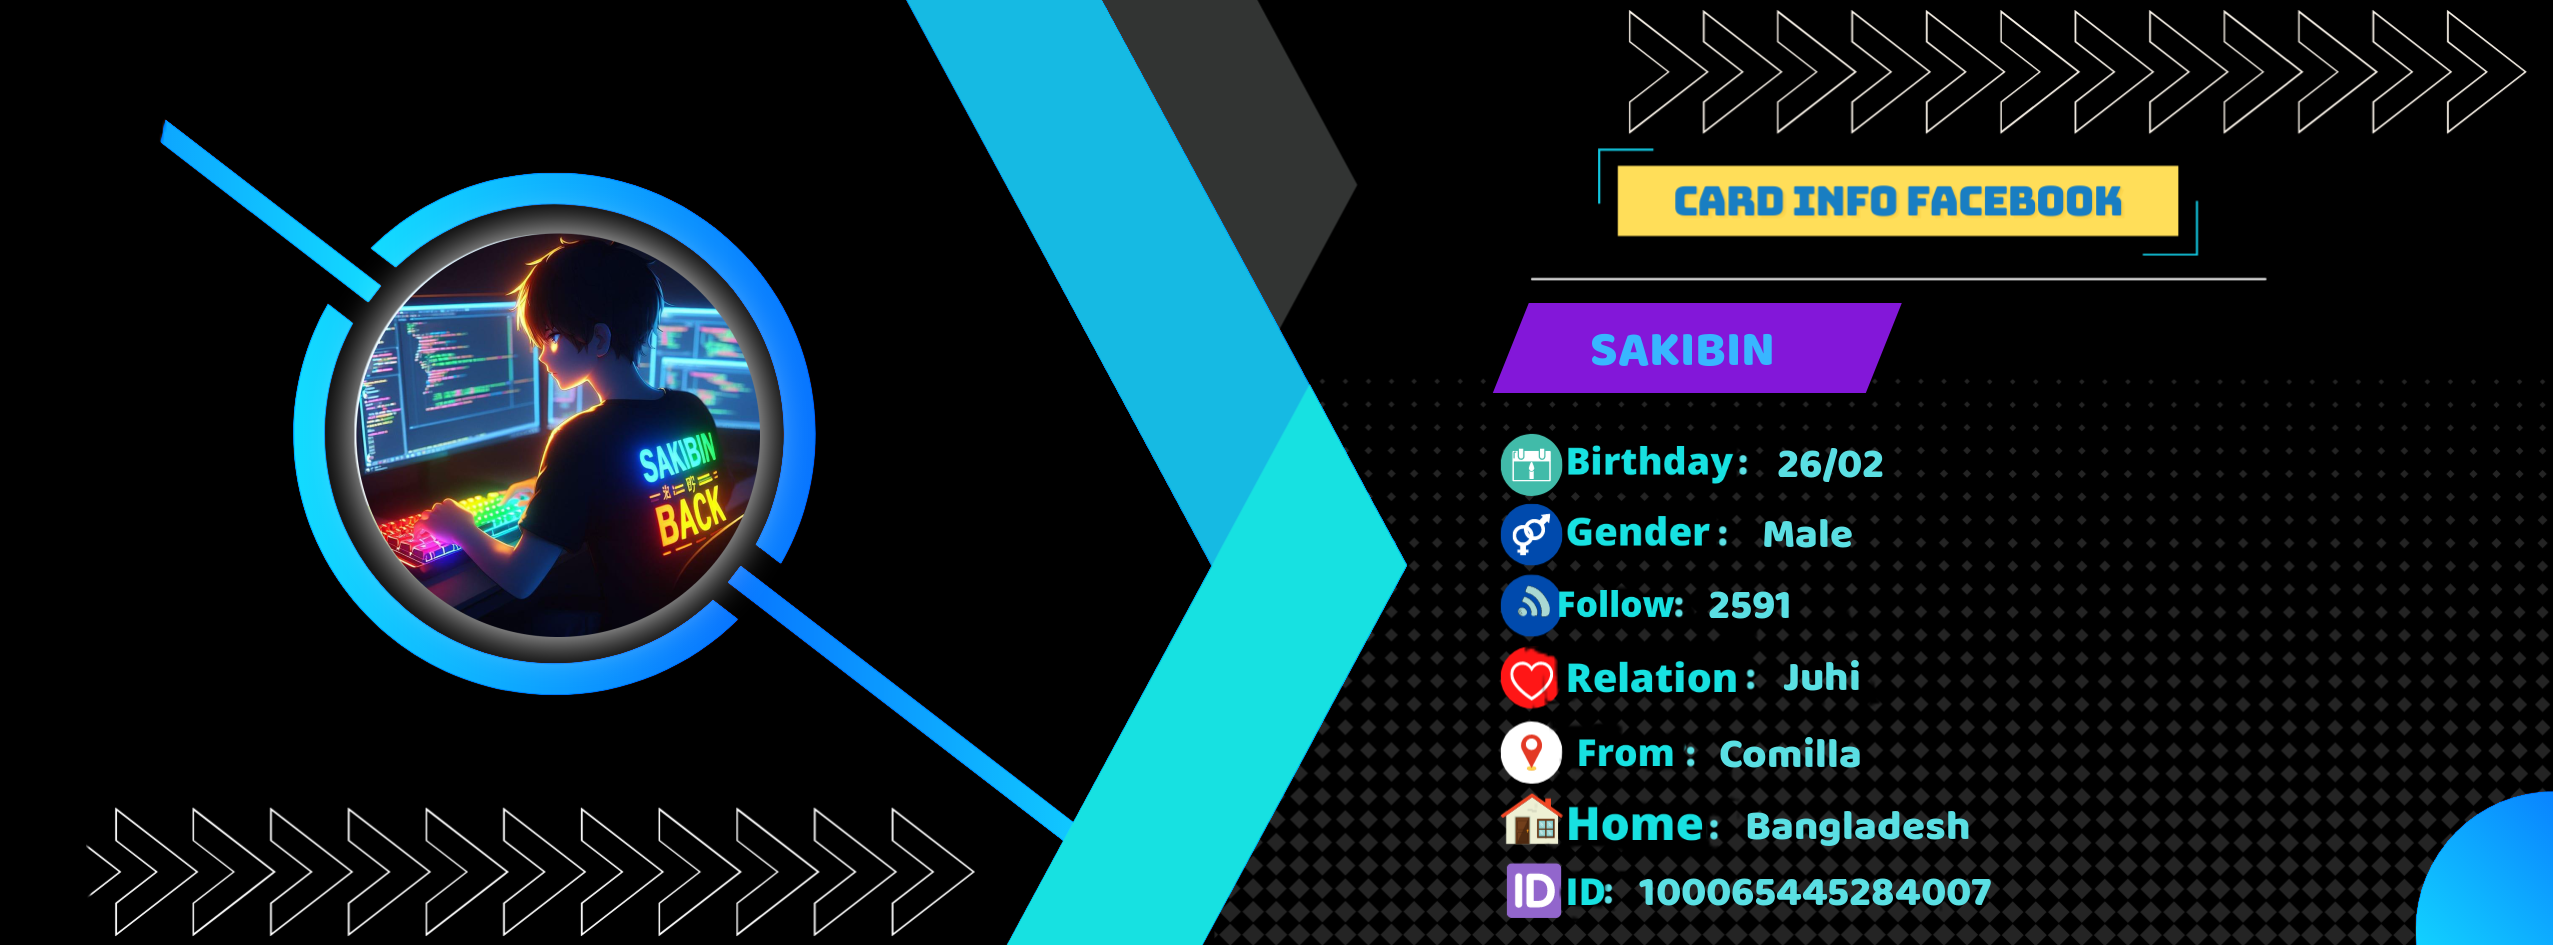 CARD INFO FACEBOOK
SAKIBIN
Birthday: 26/02
Gender: Male
Follow: 2591
Relation: Juhi
From: Comilla
Home: Bangladesh
ID ID: 100065445284007
SAKIBIN
BACK